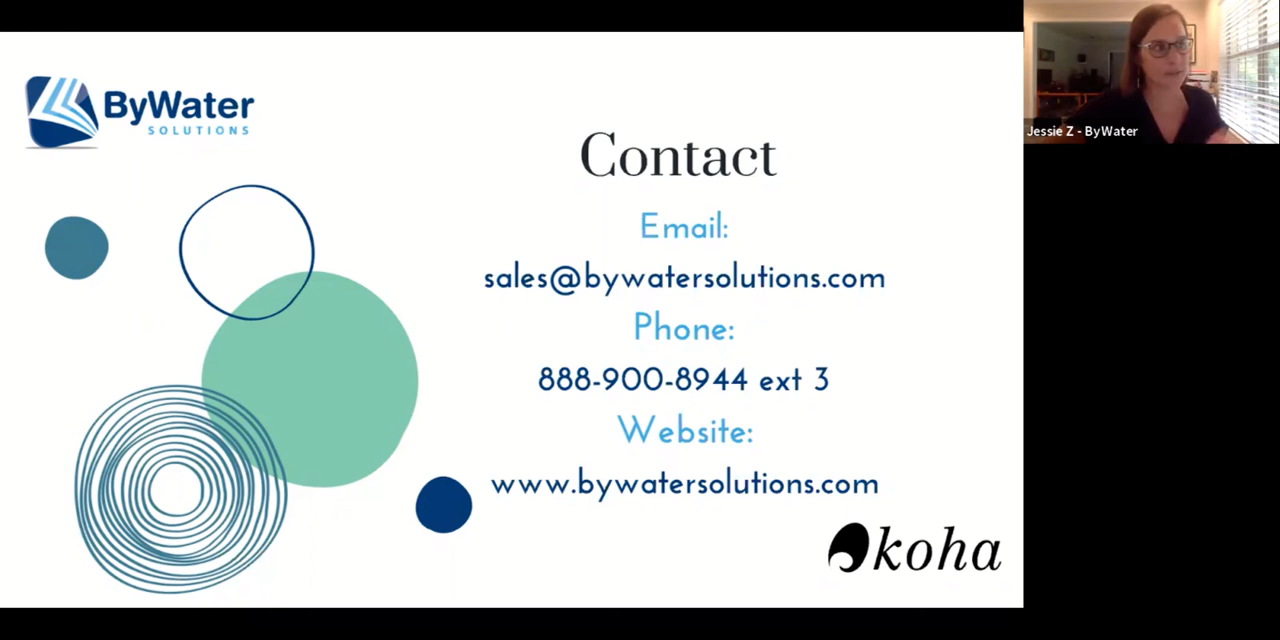 ByWater
SOLUTIONS
Contact
Email:
sales@bywatersolutions.com
Phone:
888-900-8944 ext 3
Website:
www.bywatersolutions.com
koha
Jessie Z - ByWater